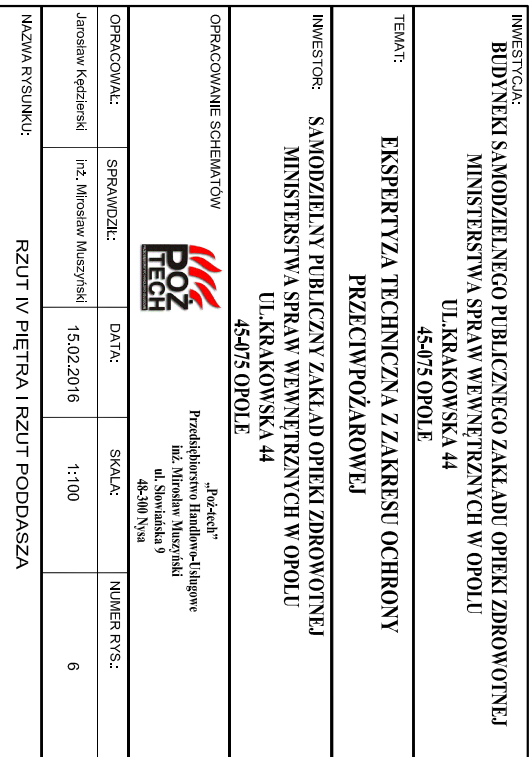 INWESTYCJA:
BUDYNEKI SAMODZIELNEGO PUBLICZNEGO ZAKŁADU OPIEKI ZDROWOTNEJ
MINISTERSTWA SPRAW WEWNĘTRZNYCH W OPOLU
UL.KRAKOWSKA 44
45-075 OPOLE
TEMAT:
EKSPERTYZA TECHNICZNA Z ZAKRESU OCHRONY
PRZECIWPOŻAROWEJ
INWESTOR:
SAMODZIELNY PUBLICZNY ZAKŁAD OPIEKI ZDROWOTNEJ
MINISTERSTWA SPRAW WEWNĘTRZNYCH W OPOLU
UL.KRAKOWSKA 44
45-075 OPOLE
OPRACOWANIE SCHEMATÓW
POŻ
TECH
„Poż-tech”
Przedsiębiorstwo Handlowo-Usługowe
inż. Mirosław Muszyński
ul. Słowiańska 9
48-300 Nysa
OPRACOWAŁ: SPRAWDZIŁ: DATA: SKALA: NUMER RYS.:
Jarosław Kędzierski inż. Mirosław Muszyński 15.02.2016 1:100 6
NAZWA RYSUNKU:
RZUT IV PIĘTRA I RZUT PODDASZA